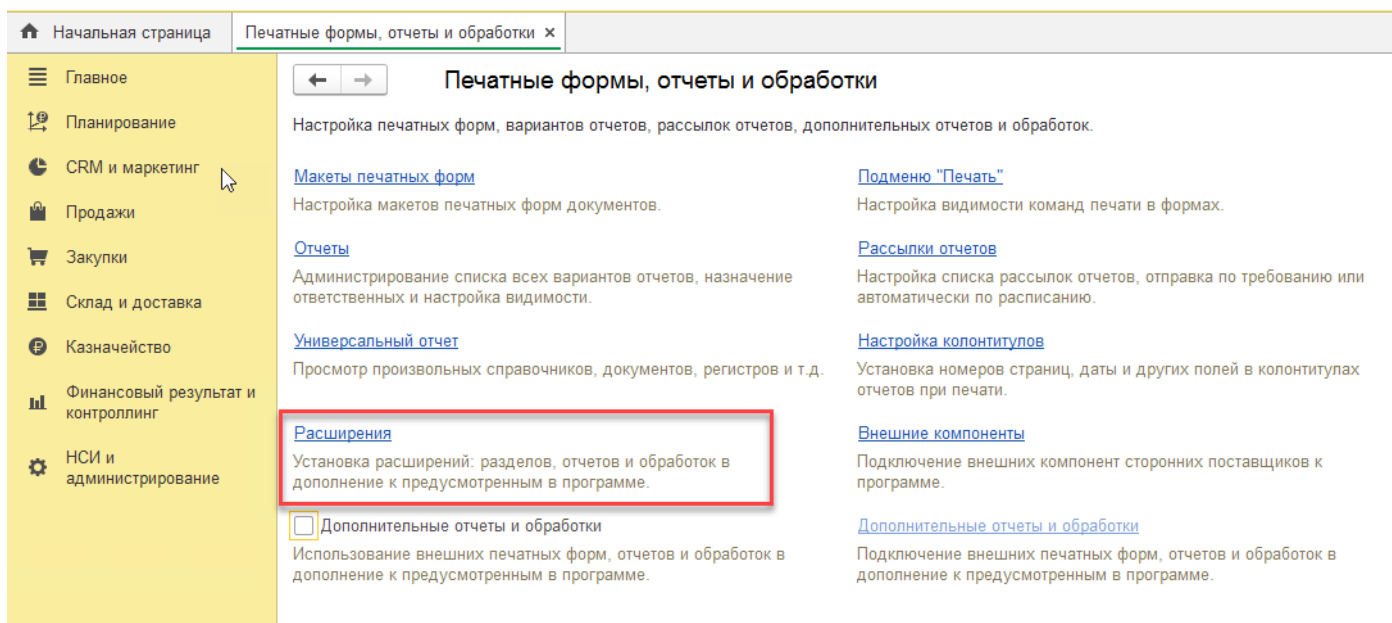 Начальная страница
Печатные формы, отчеты и обработки ×
Главное
Планирование
CRM и маркетинг
Продажи
Закупки
Склад и доставка
Казначейство
Финансовый результат и
контроллинг
НСИ и
администрирование
Печатные формы, отчеты и обработки
Настройка печатных форм, вариантов отчетов, рассылок отчетов, дополнительных отчетов и обработок.
Макеты печатных форм
Настройка макетов печатных форм документов.
Отчеты
Администрирование списка всех вариантов отчетов, назначение
ответственных и настройка видимости.
Универсальный отчет
Просмотр произвольных справочников, документов, регистров и т.д.
Расширения
Установка расширений: разделов, отчетов и обработок в
дополнение к предусмотренным в программе.
Дополнительные отчеты и обработки
Использование внешних печатных форм, отчетов и обработок в
дополнение к предусмотренным в программе.
Подменю "Печать"
Настройка видимости команд печати в формах.
Рассылки отчетов
Настройка списка рассылок отчетов, отправка по требованию или
автоматически по расписанию.
Настройка колонтитулов
Установка номеров страниц, даты и других полей в колонтитулах
отчетов при печати.
Внешние компоненты
Подключение внешних компонент сторонних поставщиков к
программе.
Дополнительные отчеты и обработки
Подключение внешних печатных форм, отчетов и обработок в
дополнение к предусмотренным в программе.